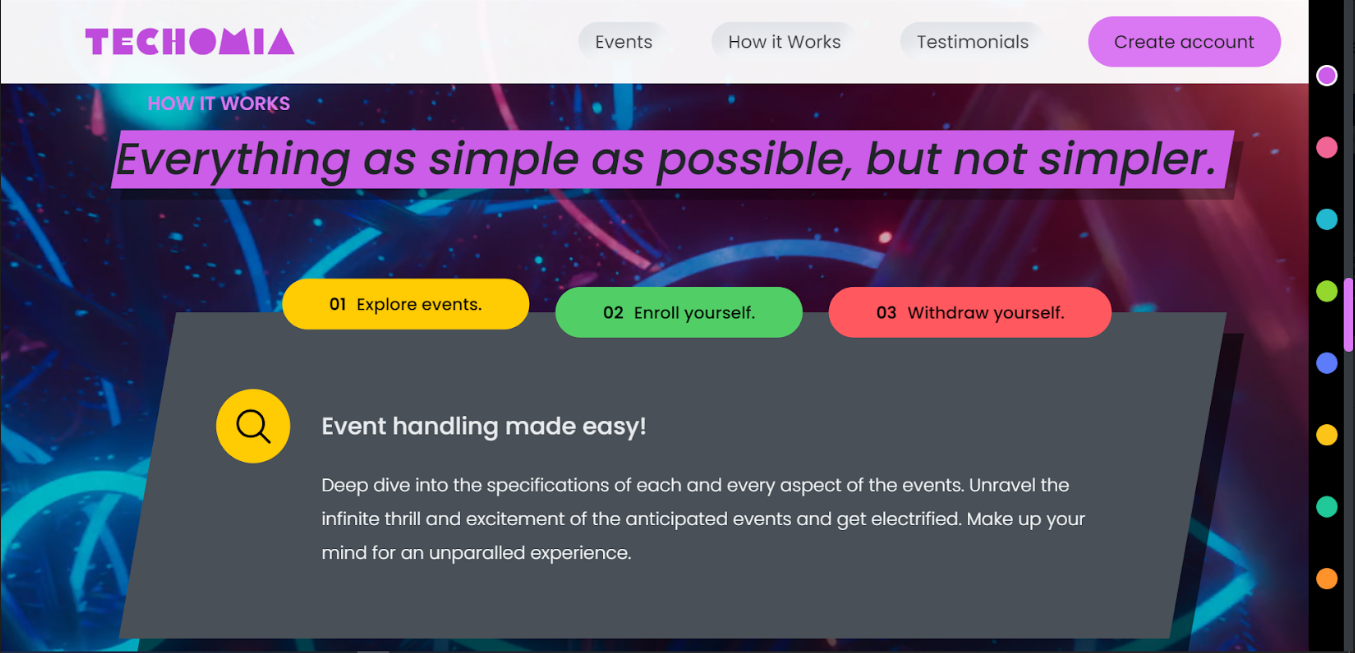 TECHOMIA
Events
How it Works
Testimonials
Create account
HOW IT WORKS
Everything as simple as possible, but not simpler.
01 Explore events.
02 Enroll yourself.
03 Withdraw yourself.
Event handling made easy!
Deep dive into the specifications of each and every aspect of the events. Unravel the
infinite thrill and excitement of the anticipated events and get electrified. Make up your
mind for an unparalled experience.